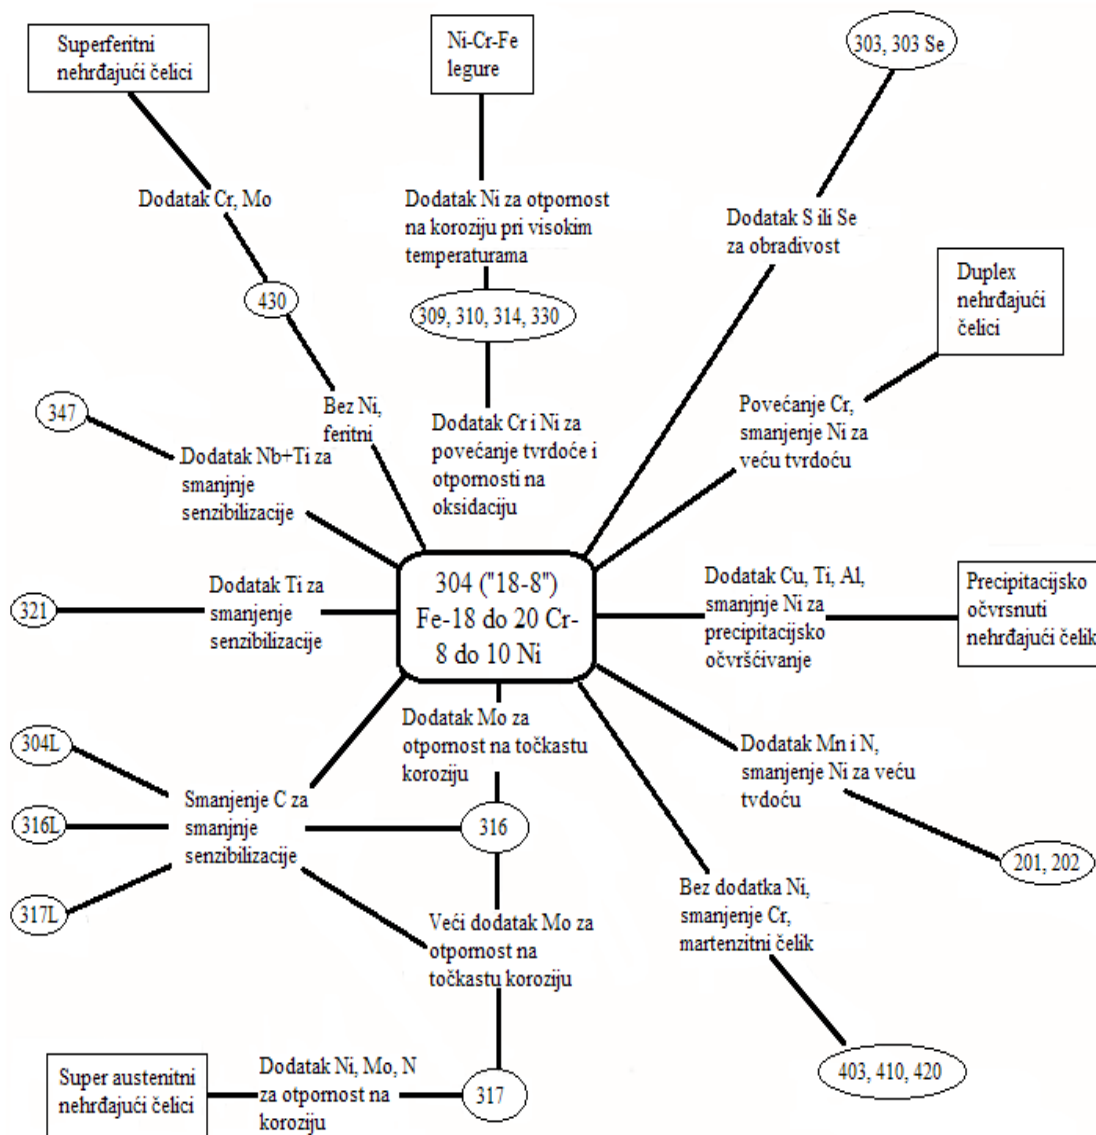 Superferitni
nehrđajući čelici
Ni-Cr-Fe
legure
303, 303 Se
Dodatak Cr, Mo
Dodatak Ni za otpornost
na koroziju pri visokim
temperaturama
Dodatak S ili Se
za obradivost
430
309, 310, 314, 330
Duplex
nehrđajući
čelici
347
Bez Ni,
feritni
Dodatak Cr i Ni za
povećanje tvrdoće i
otpornosti na
oksidaciju
Povećanje Cr,
smanjenje Ni za
veću tvrdoću
Dodatak Nb+Ti za
smanjnje
senzibilizacije
321
Dodatak Ti za
smanjenje
senzibilizacije
304 ("18-8")
Fe-18 do 20 Cr-
8 do 10 Ni
Dodatak Cu, Ti, Al,
smanjnje Ni za
precipitacijsko
očvršćivanje
Precipitacijsko
očvrsnuti
nehrđajući čelik
304L
316L
317L
Smanjenje C za
smanjnje
senzibilizacije
Dodatak Mo za
otpornost na točkastu
koroziju
316
Dodatak Mn i N,
smanjenje Ni za veću
tvdoću
201, 202
Veći dodatak Mo za
otpornost na
točkastu koroziju
Bez dodatka Ni,
smanjenje Cr,
martenzitni čelik
403, 410, 420
Super austenitni
nehrđajući čelici
Dodatak Ni, Mo, N
za otpornost na
koroziju
317